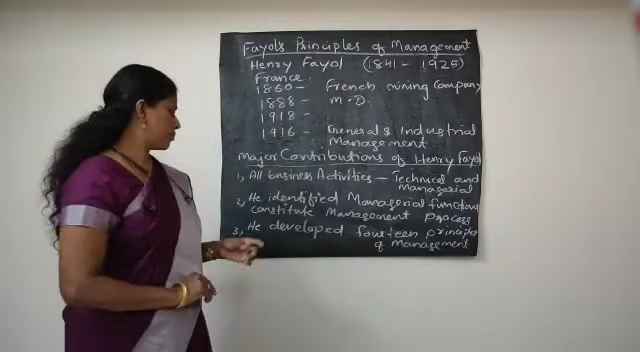 Fayol's Principles of Management
Henry Fayol (1841 - 1925)
France
1860 - French mining Company
1888 - M.D.
1918 -
1916 - General & Industrial
Management
Major Contributions of Henry Fayol
1, All business Activities - Technical and
Managerial
2, He identified Managerial functions
constitute Management process
3, He developed fourteen principles
of Management